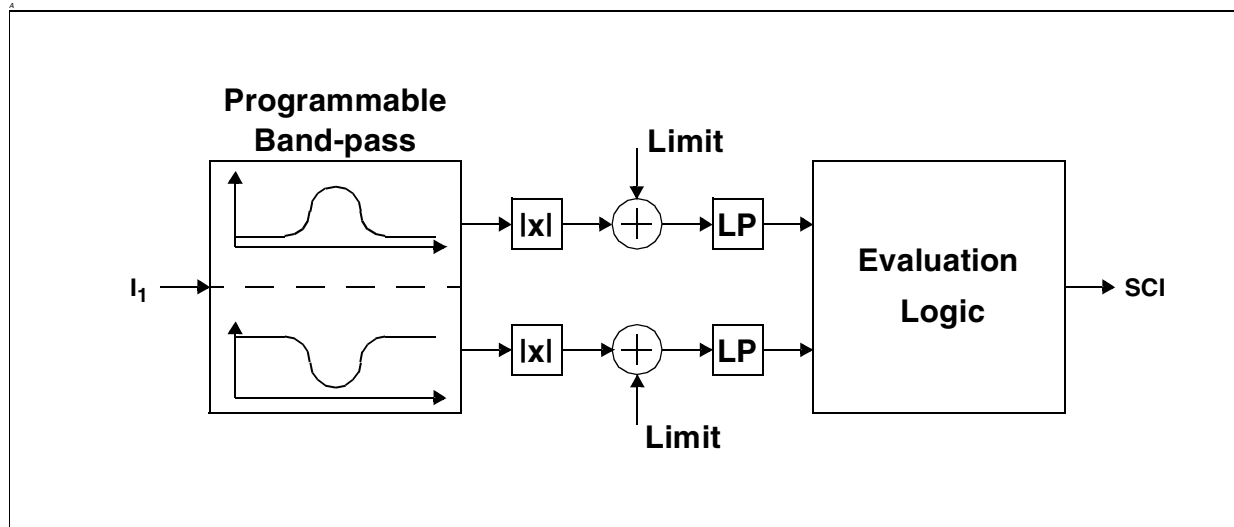 A
Programmable
Band-pass
Limit
|x|
LP
Evaluation
Logic
I1
SCI
|x|
LP
Limit